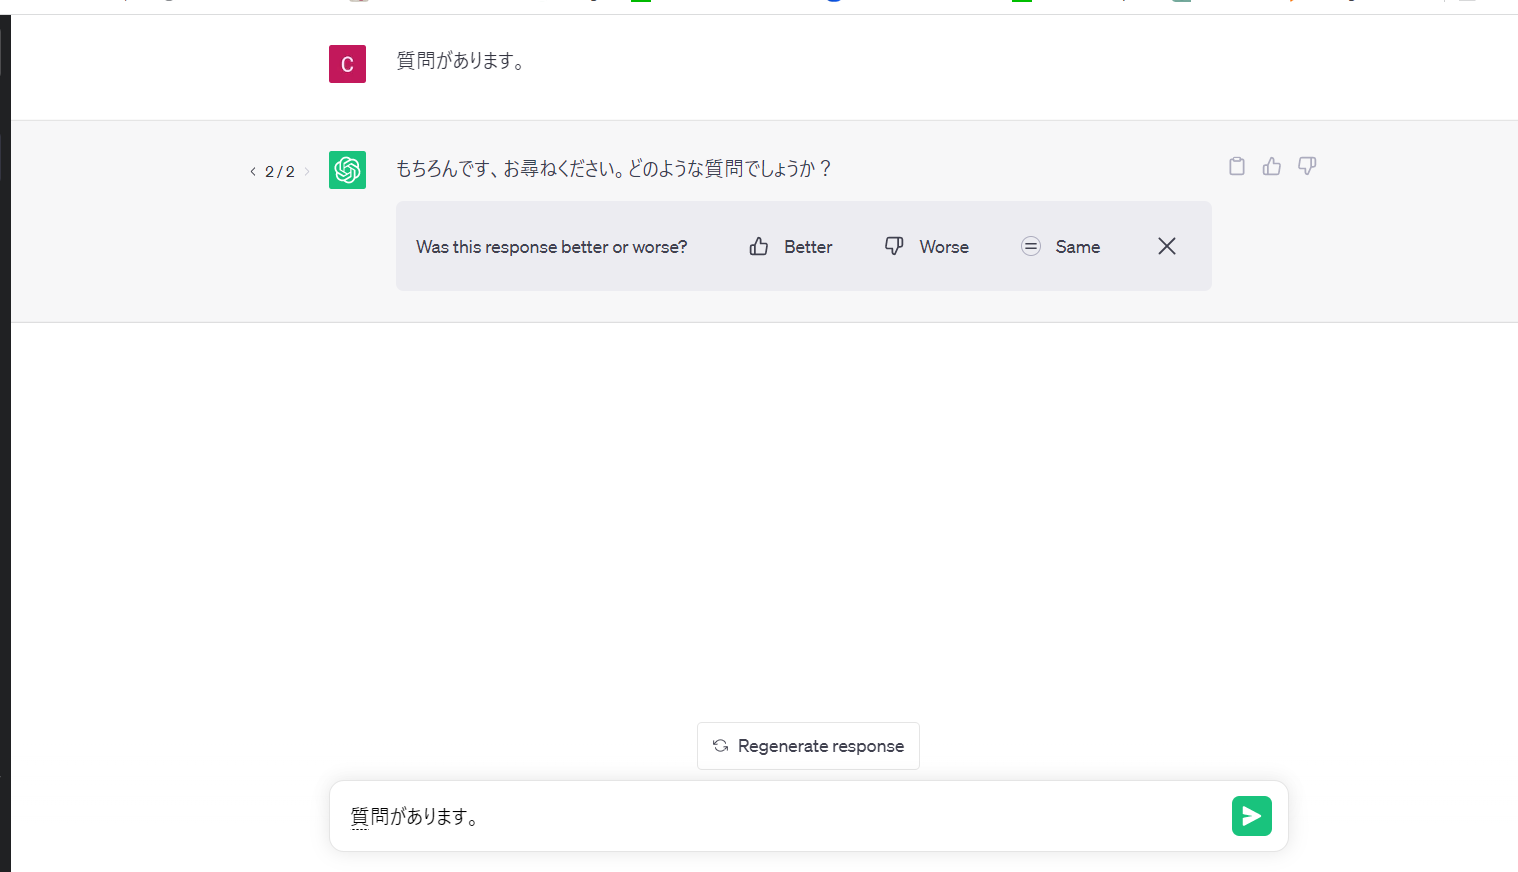 C
質問があります。
< 2 / 2 >
もちろんです、お尋ねください。どのような質問でしょうか？
Was this response better or worse?
Better
Worse
Same
Regenerate response
質問があります。